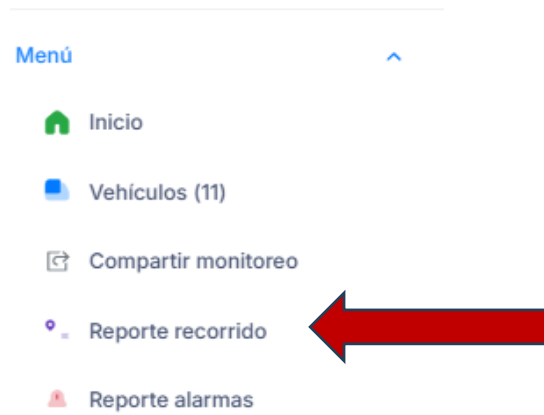 Menú
Inicio
Vehículos (11)
Compartir monitoreo
Reporte recorrido
Reporte alarmas